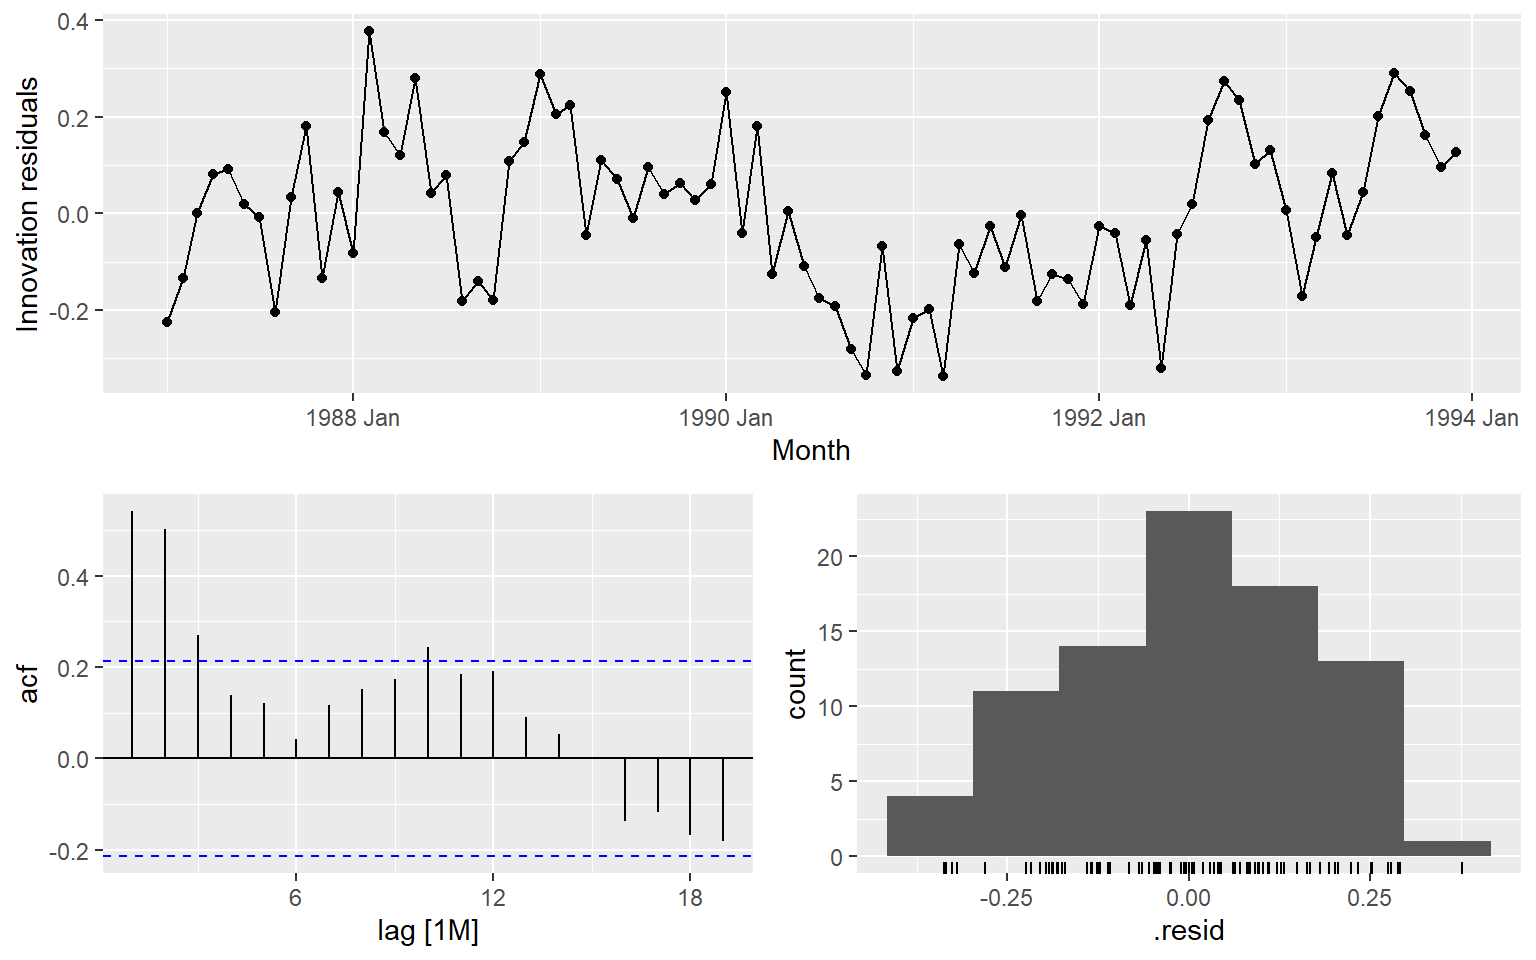 Innovation residuals
0.4
0.2
0.0
-0.2
1988 Jan 1990 Jan 1992 Jan 1994 Jan
Month
acf
0.4
0.2
0.0
-0.2
6 12 18
lag [1M]
count
20
15
10
5
0
-0.25 0.00 0.25
.resid